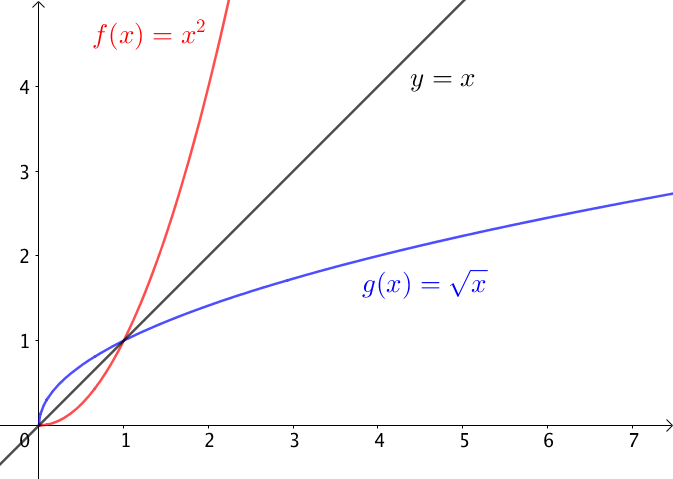 f(x) = x²
y = x
g(x) = √x
4
3
2
1
0 1 2 3 4 5 6 7